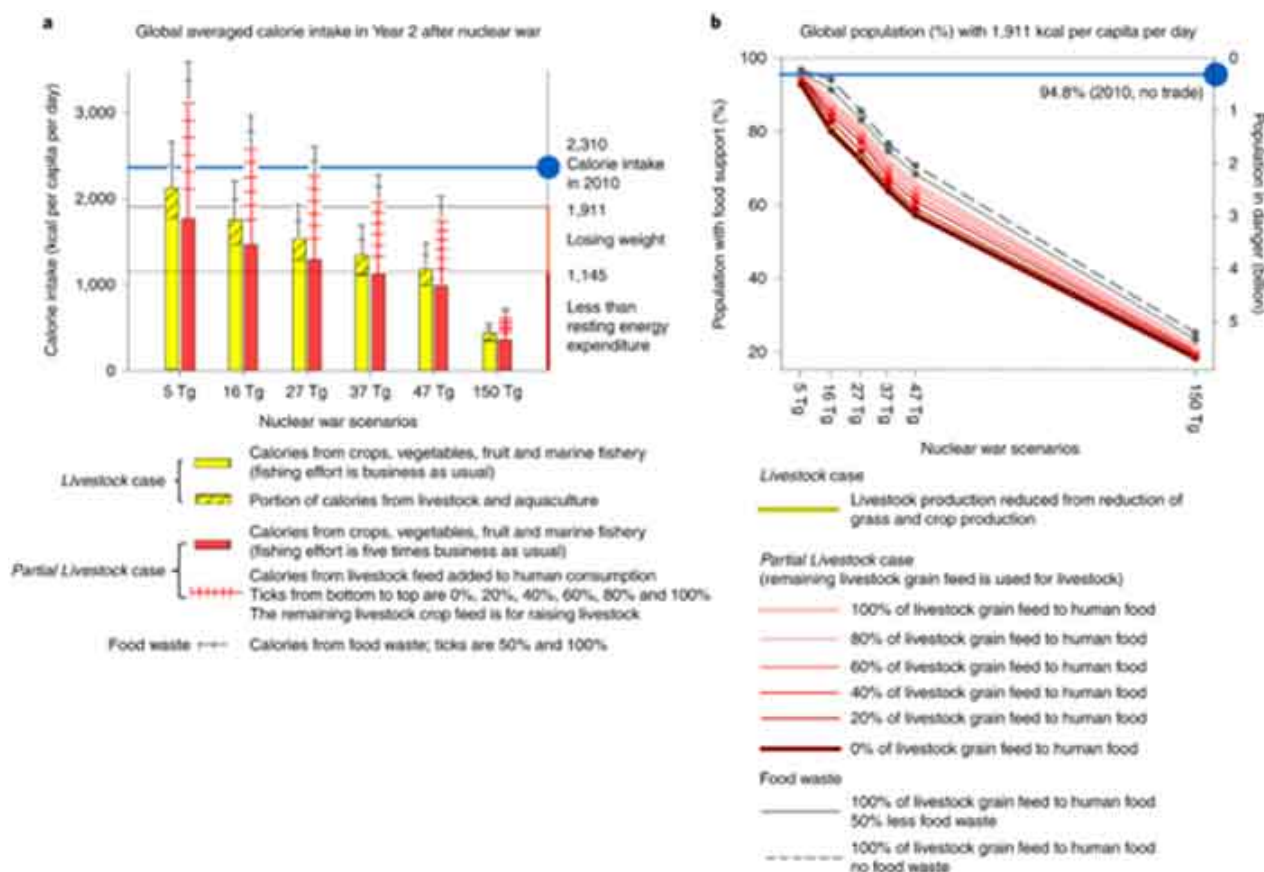 a
Global averaged calorie intake in Year 2 after nuclear war
Calorie intake (kcal per capita per day)
3,000
2,000
1,000
0
2,310
Calorie intake
in 2010
1,911
Losing weight
1,145
Less than
resting energy
expenditure
5 Tg 16 Tg 27 Tg 37 Tg 47 Tg 150 Tg
Nuclear war scenarios
Livestock case
Calories from crops, vegetables, fruit and marine fishery
(fishing effort is business as usual)
Portion of calories from livestock and aquaculture
Partial Livestock case
Calories from crops, vegetables, fruit and marine fishery
(fishing effort is five times business as usual)
Calories from livestock feed added to human consumption
Ticks from bottom to top are 0%, 20%, 40%, 60%, 80% and 100%
The remaining livestock crop feed is for raising livestock
Food waste
Calories from food waste; ticks are 50% and 100%
b
Global population (%) with 1,911 kcal per capita per day
Population with food support (%)
100
80
60
40
20
94.8% (2010, no trade)
0
1
2
3
4
5
Population in danger (billion)
5 Tg
16 Tg
27 Tg
37 Tg
47 Tg
150 Tg
Nuclear war scenarios
Livestock case
Livestock production reduced from reduction of
grass and crop production
Partial Livestock case
(remaining livestock grain feed is used for livestock)
100% of livestock grain feed to human food
80% of livestock grain feed to human food
60% of livestock grain feed to human food
40% of livestock grain feed to human food
20% of livestock grain feed to human food
0% of livestock grain feed to human food
Food waste
100% of livestock grain feed to human food
50% less food waste
100% of livestock grain feed to human food
no food waste